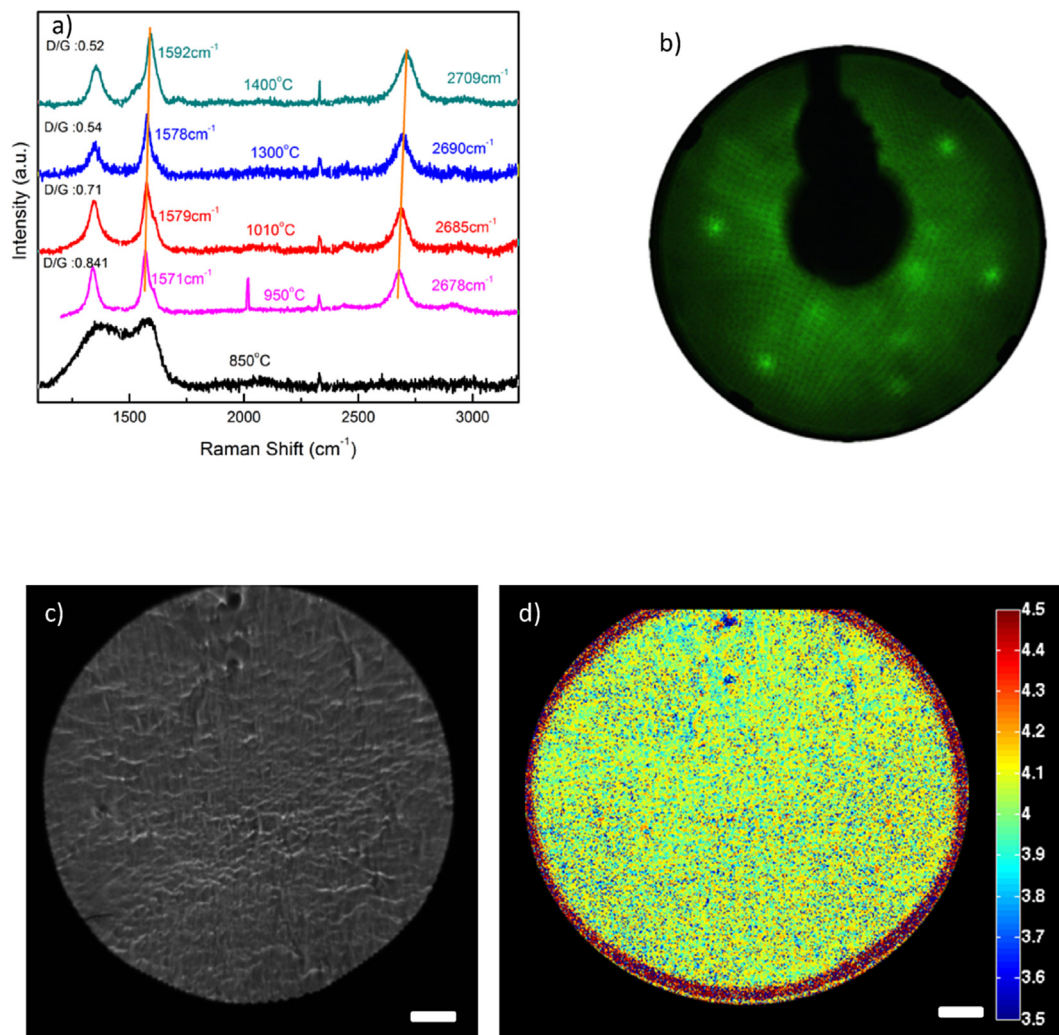 a)
D/G :0.52
1592cm-1
1400°C
2709cm-1
D/G :0.54
1578cm-1
1300°C
2690cm-1
D/G :0.71
1579cm-1
1010°C
2685cm-1
D/G :0.841
1571cm-1
950°C
2678cm-1
850°C
Intensity (a.u.)
1500 2000 2500 3000
Raman Shift (cm-1)
b)
c)
d)
4.5
4.4
4.3
4.2
4.1
4
3.9
3.8
3.7
3.6
3.5